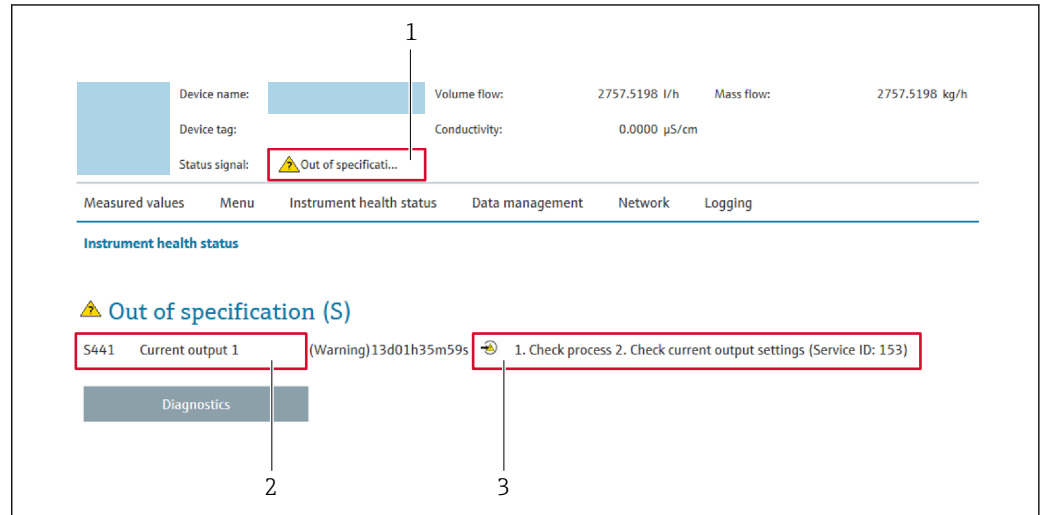 1
Device name: Volume flow: 2757.5198 l/h Mass flow: 2757.5198 kg/h
Device tag: Conductivity: 0.0000 µS/cm
Status signal: Out of specificati...
Measured values Menu Instrument health status Data management Network Logging
Instrument health status
Out of specification (S)
S441 Current output 1 (Warning)13d01h35m59s 1. Check process 2. Check current output settings (Service ID: 153)
Diagnostics
2 3